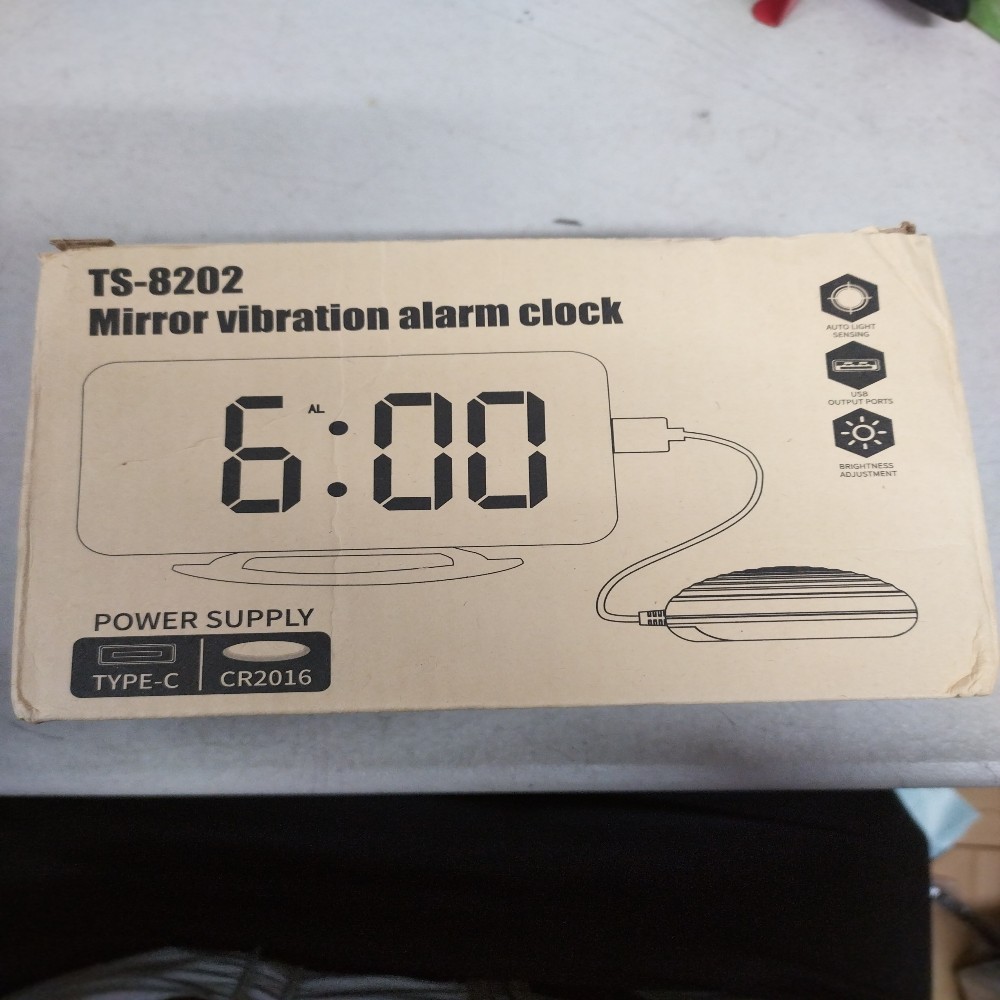 TS-8202
Mirror vibration alarm clock
AL
6:00
AUTO LIGHT
SENSING
USB
OUTPUT PORTS
BRIGHTNESS
ADJUSTMENT
POWER SUPPLY
TYPE-C
CR2016